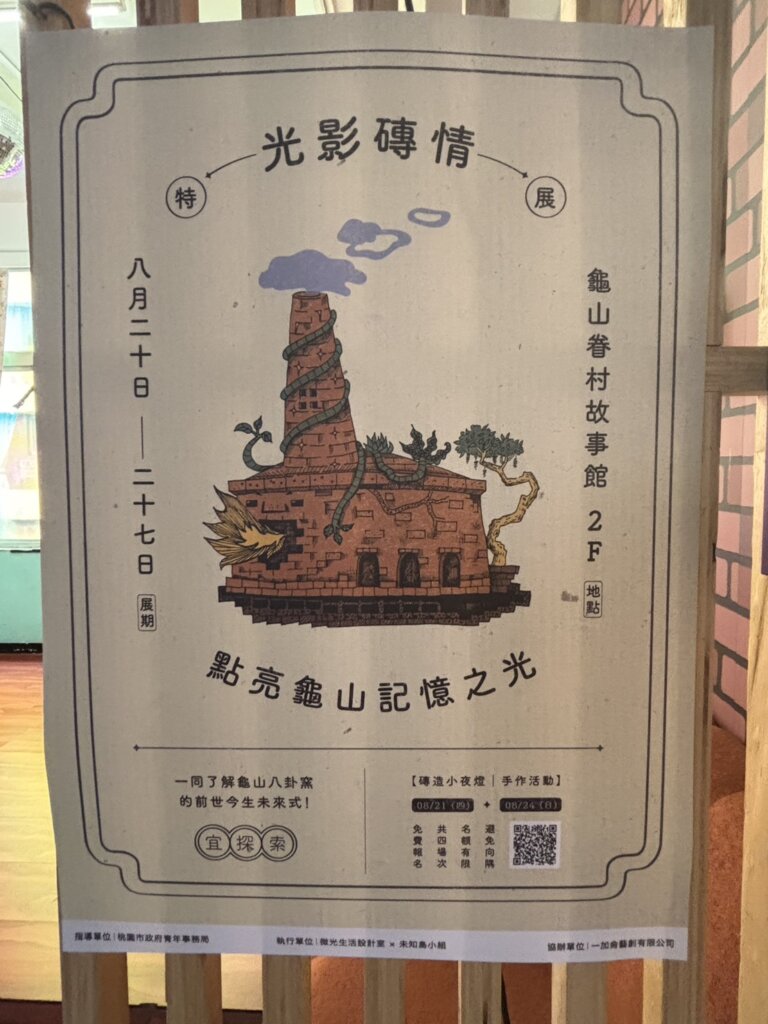 光影磚情
特展
八月二十日——二十七日 展期
龜山眷村故事館 2F 地點
點亮龜山記憶之光
一同了解龜山八卦窯
的前世今生未來式！
宜探索
【磚造小夜燈｜手作活動】
08/21（四）✦ 08/24（日）
免費報名
共四場次
名額有限
避免向隅
指導單位｜桃園市政府青年事務局
執行單位｜微光生活設計室 × 未知島小組
協辦單位｜一加侖藝創有限公司